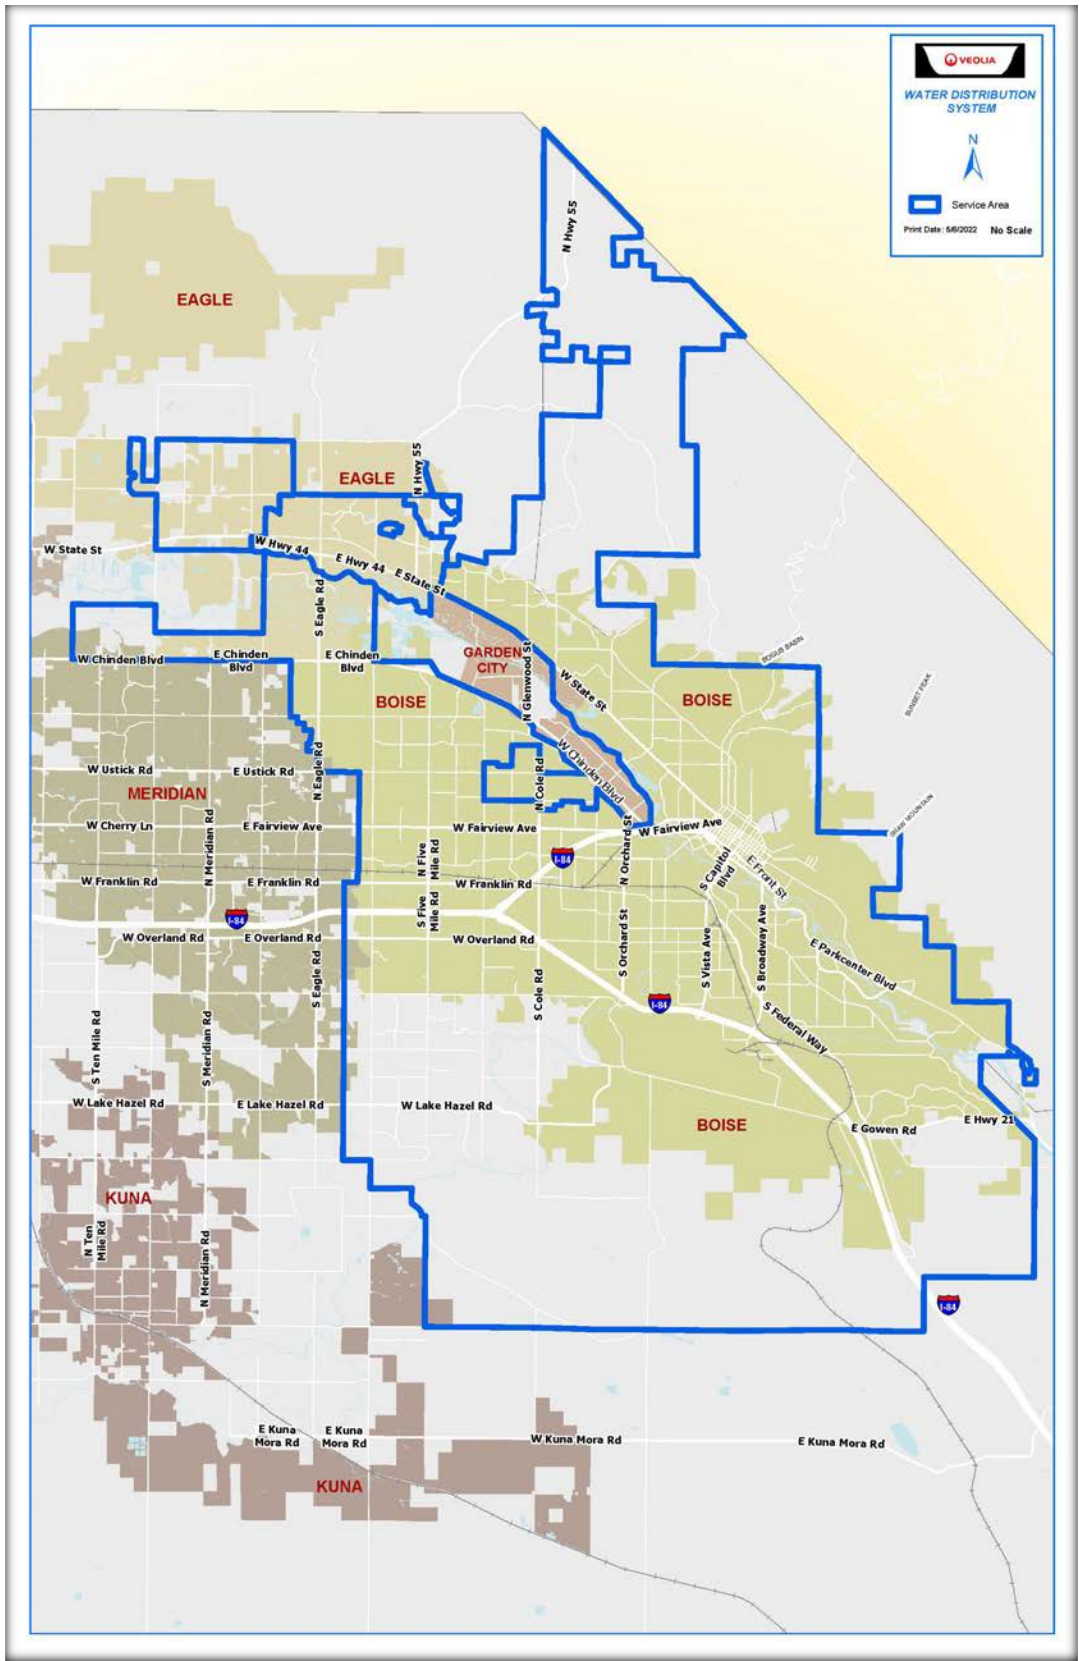 VEOLIA
WATER DISTRIBUTION
SYSTEM
N
Service Area
Print Date: 6/6/2022 No Scale
N Hwy 55
EAGLE
EAGLE
N Hwy 55
W State St
W Hwy 44
E Hwy 44
E State St
S Eagle Rd
GARDEN
CITY
N Glenwood St
W Chinden Blvd
E Chinden
Blvd
E Chinden
Blvd
BOGUS BASIN
SUNSET PEAK
BOISE
W State St
BOISE
W Ustick Rd
E Ustick Rd
N Eagle Rd
N Cole Rd
W Chinden Blvd
MERIDIAN
SHAW MOUNTAIN
W Cherry Ln
N Meridian Rd
E Fairview Ave
W Fairview Ave
W Fairview Ave
N Five
Mile Rd
I-84
N Orchard St
S Capitol
Blvd
E Front St
W Franklin Rd
E Franklin Rd
W Franklin Rd
I-84
S Five
Mile Rd
W Overland Rd
E Overland Rd
W Overland Rd
S Orchard St
S Vista Ave
S Broadway Ave
E Parkcenter Blvd
S Eagle Rd
S Cole Rd
I-84
S Federal Way
S Ten Mile Rd
S Meridian Rd
W Lake Hazel Rd
E Lake Hazel Rd
W Lake Hazel Rd
BOISE
E Gowen Rd
E Hwy 21
KUNA
N Ten
Mile Rd
N Meridian Rd
I-84
E Kuna
Mora Rd
E Kuna
Mora Rd
W Kuna Mora Rd
E Kuna Mora Rd
KUNA